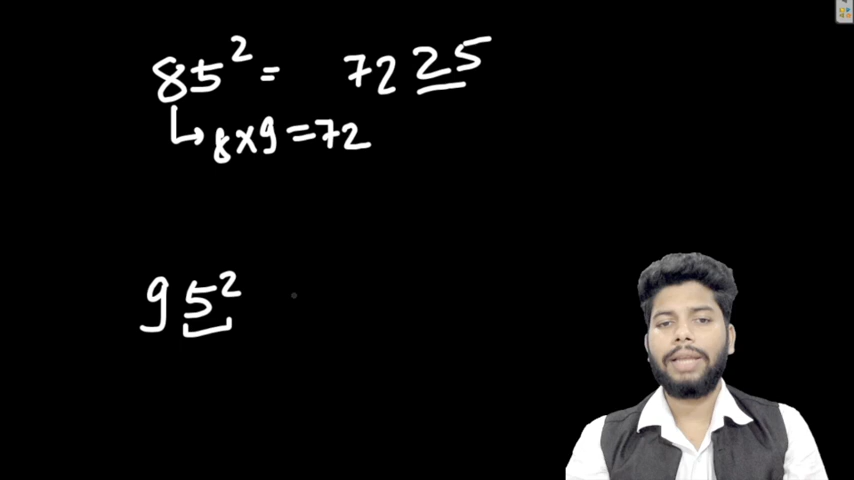 85² = 7225
8×9=72
95²